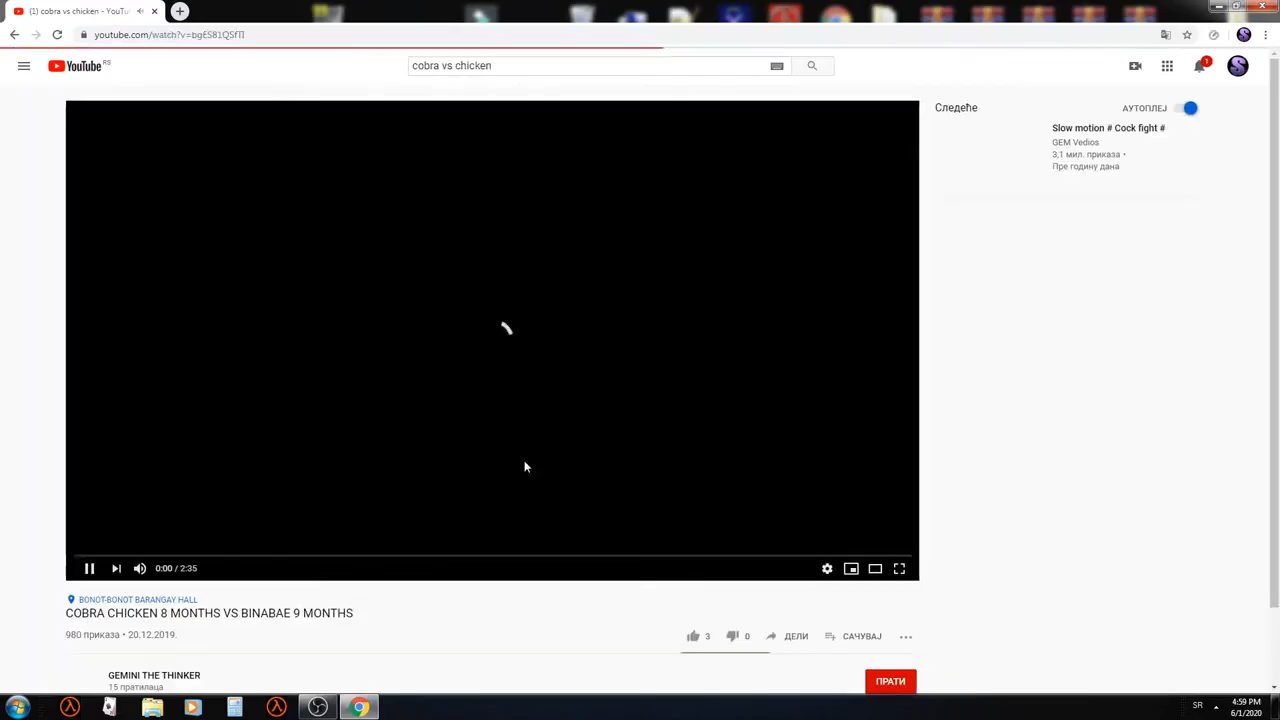 (1) cobra vs chicken - YouTu
youtube.com/watch?v=bgES81QSfTI
YouTube RS
cobra vs chicken
1
Следеће
АУТОПЛЕЈ
Slow motion # Cock fight #
GEM Vedios
3,1 мил. приказа •
Пре годину дана
0:00 / 2:35
BONOT-BONOT BARANGAY HALL
COBRA CHICKEN 8 MONTHS VS BINABAE 9 MONTHS
980 приказа • 20.12.2019.
3
0
ДЕЛИ
САЧУВАЈ
GEMINI THE THINKER
15 пратилаца
ПРАТИ
SR
4:59 PM
6/1/2020